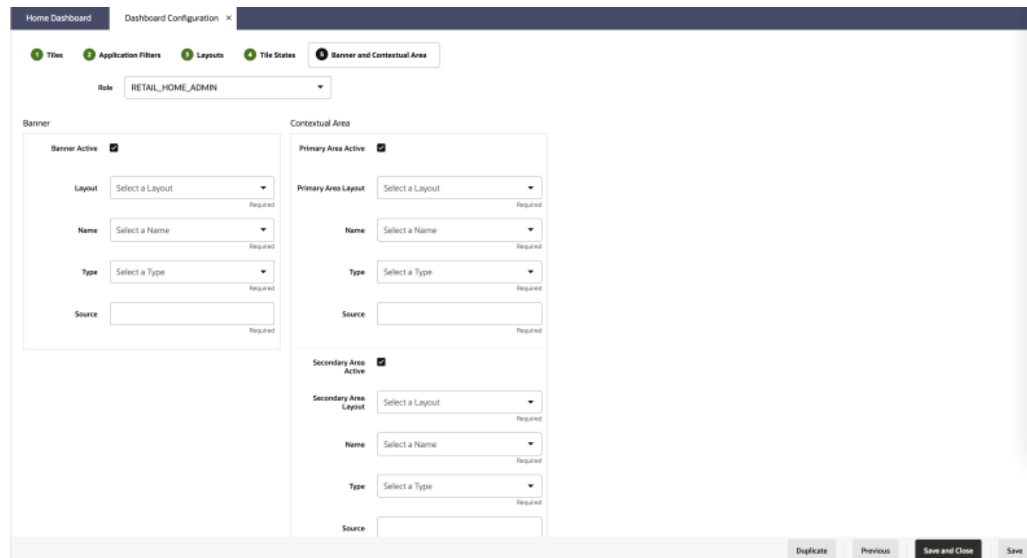 Home Dashboard
Dashboard Configuration ×
1 Tiles
2 Application Filters
3 Layouts
4 Tile States
5 Banner and Contextual Area
Role
RETAIL_HOME_ADMIN
Banner
Banner Active
Layout
Select a Layout
Required
Name
Select a Name
Required
Type
Select a Type
Required
Source
Required
Contextual Area
Primary Area Active
Primary Area Layout
Select a Layout
Required
Name
Select a Name
Required
Type
Select a Type
Required
Source
Required
Secondary Area
Active
Secondary Area
Layout
Select a Layout
Required
Name
Select a Name
Required
Type
Select a Type
Required
Source
Duplicate
Previous
Save and Close
Save